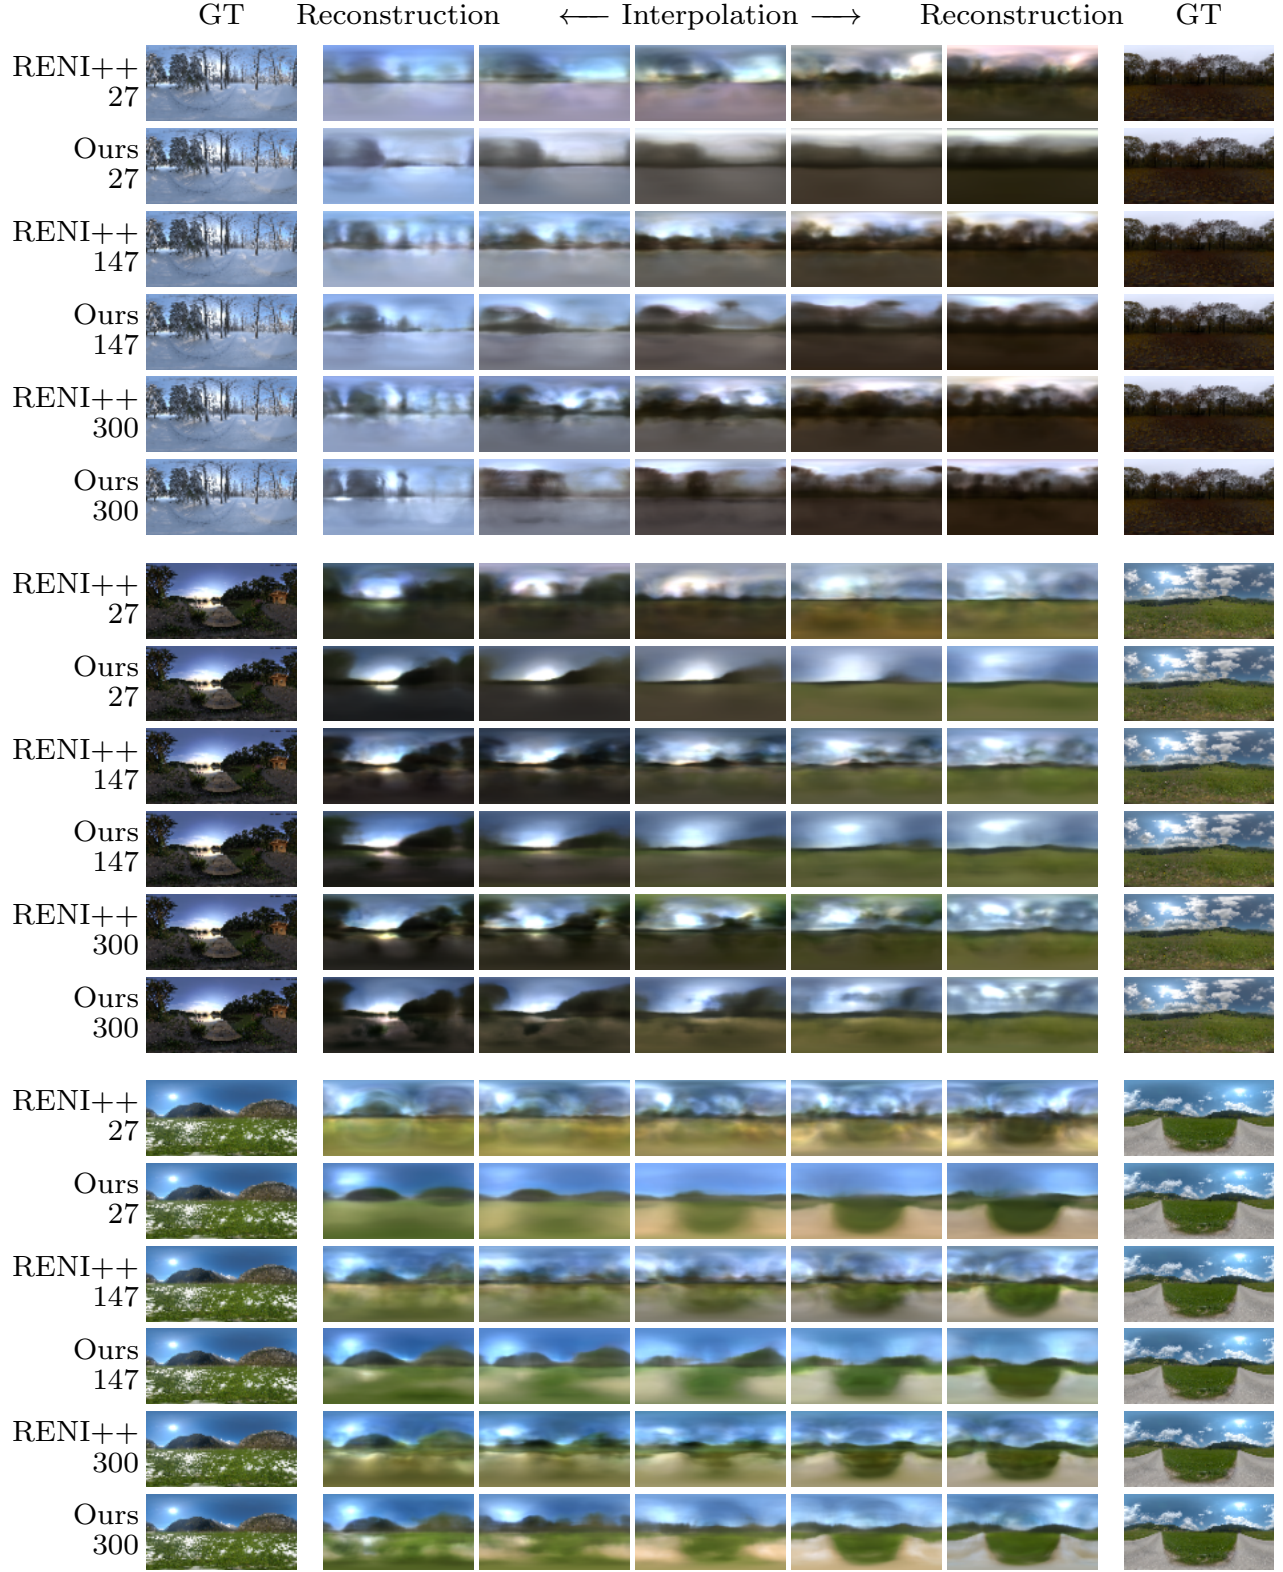 GT Reconstruction ⟵ Interpolation ⟶ Reconstruction GT
RENI++
27
Ours
27
RENI++
147
Ours
147
RENI++
300
Ours
300
RENI++
27
Ours
27
RENI++
147
Ours
147
RENI++
300
Ours
300
RENI++
27
Ours
27
RENI++
147
Ours
147
RENI++
300
Ours
300